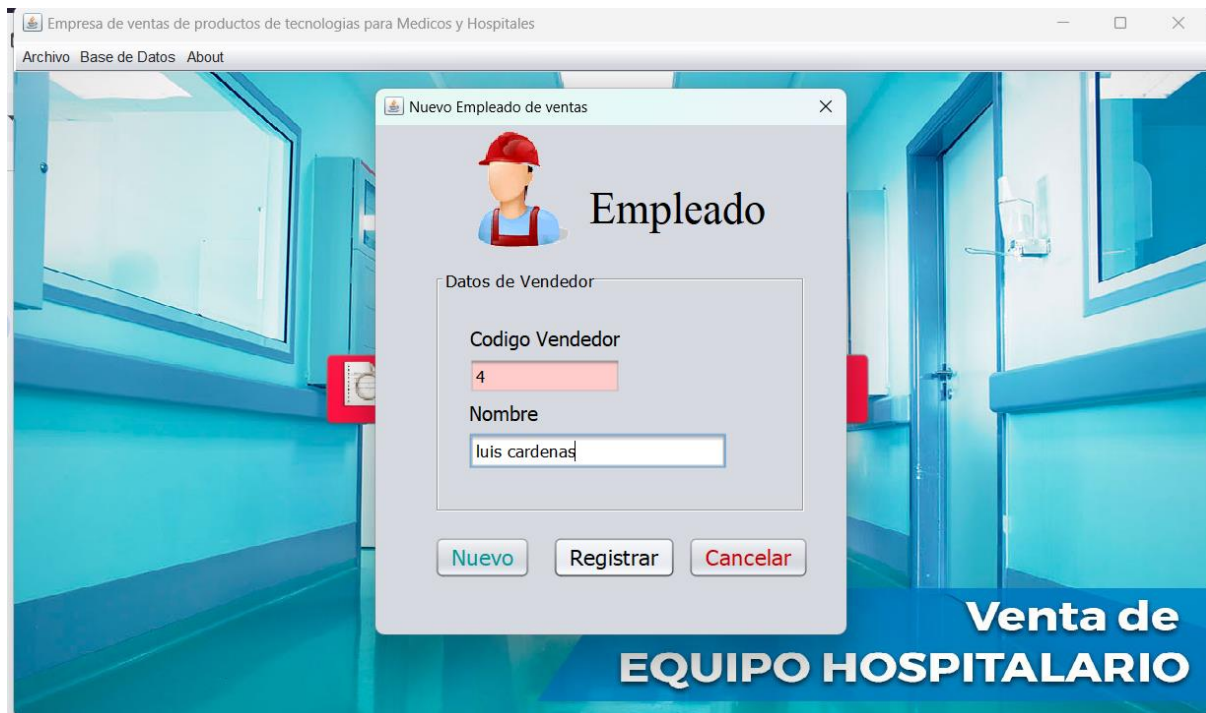 Empresa de ventas de productos de tecnologias para Medicos y Hospitales
Archivo Base de Datos About
Nuevo Empleado de ventas
Empleado
Datos de Vendedor
Codigo Vendedor
4
Nombre
luis cardenas
Nuevo Registrar Cancelar
Venta de
EQUIPO HOSPITALARIO